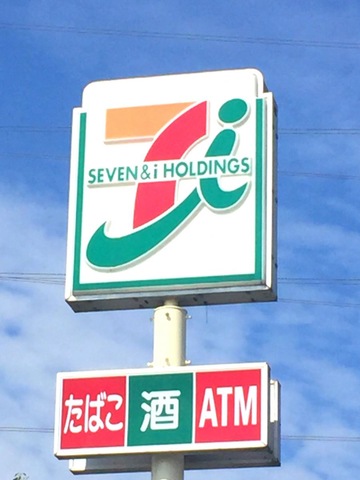 SEVEN & i HOLDINGS
たばこ 酒 ATM